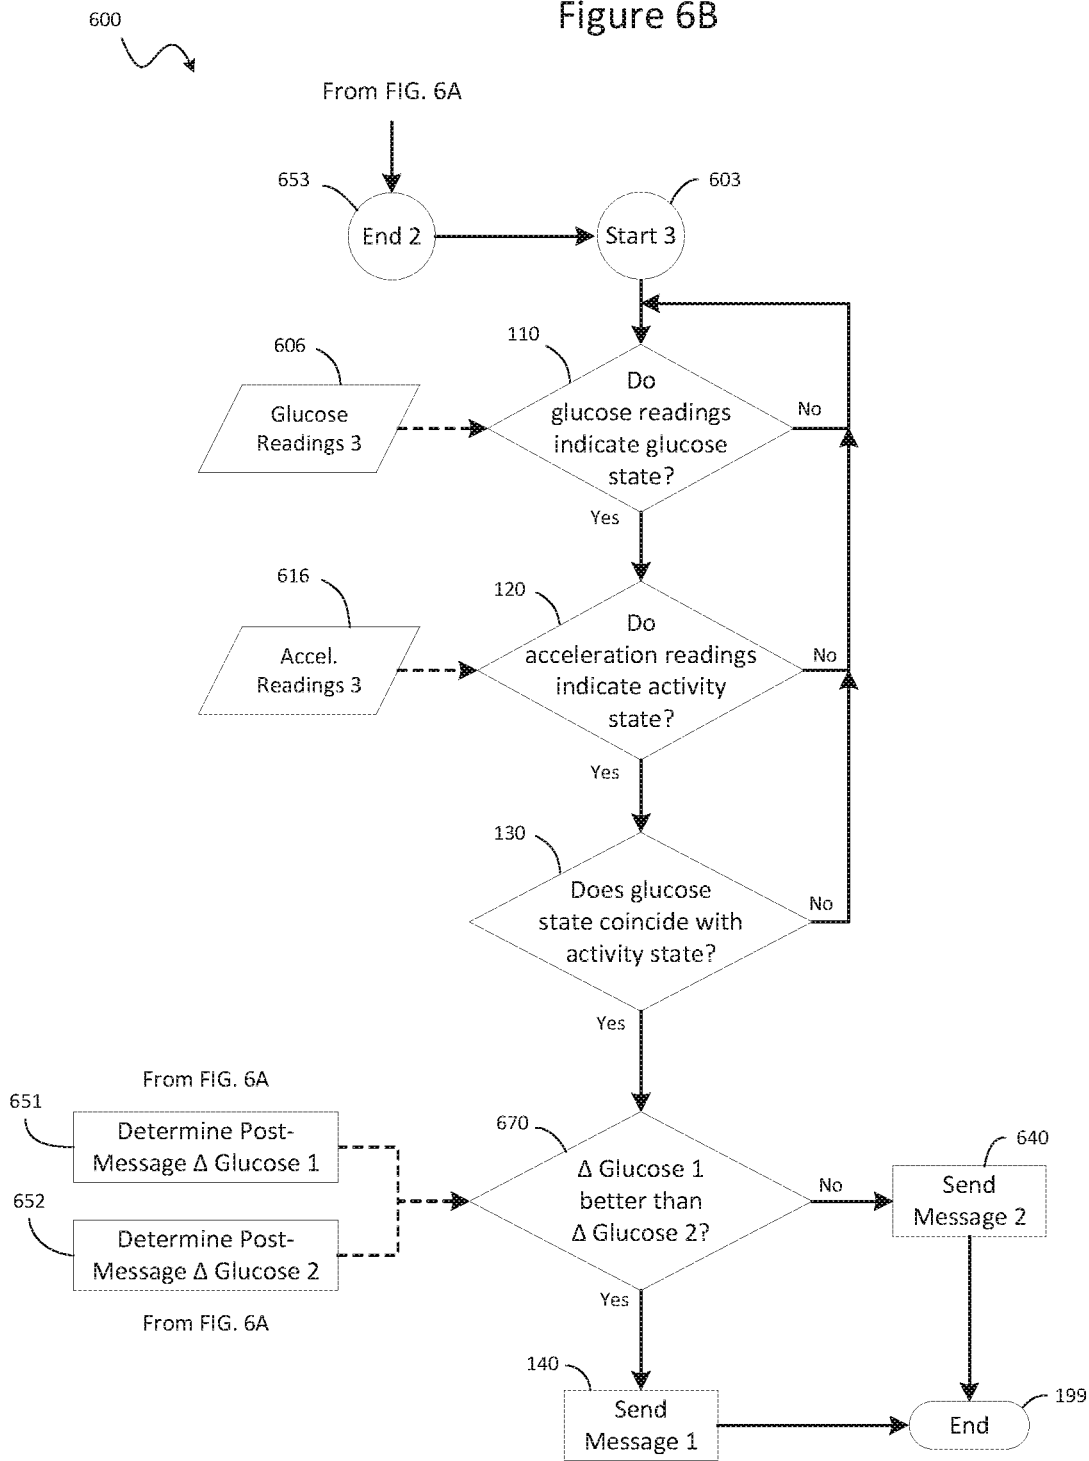 Figure 6B
600
From FIG. 6A
653
603
End 2
Start 3
110
606
Do
glucose readings
indicate glucose
state?
Glucose
Readings 3
No
Yes
616
120
Do
acceleration readings
indicate activity
state?
Accel.
Readings 3
No
Yes
130
Does glucose
state coincide with
activity state?
No
Yes
From FIG. 6A
651
Determine Post-
Message Δ Glucose 1
652
Determine Post-
Message Δ Glucose 2
From FIG. 6A
670
Δ Glucose 1
better than
Δ Glucose 2?
No
640
Send
Message 2
Yes
140
Send
Message 1
199
End